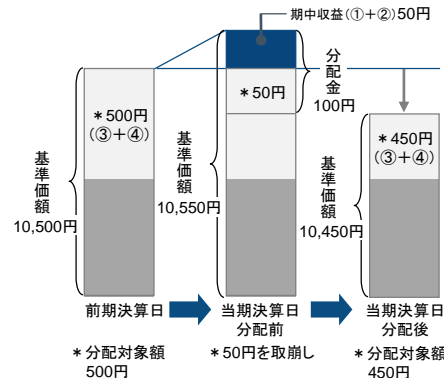 期中収益(①+②)50円
*500円
(③+④)
基準価額
10,500円
*50円
分配金
100円
基準価額
10,550円
*450円
(③+④)
基準価額
10,450円
前期決算日
当期決算日
分配前
当期決算日
分配後
*分配対象額
500円
*50円を取崩し
*分配対象額
450円